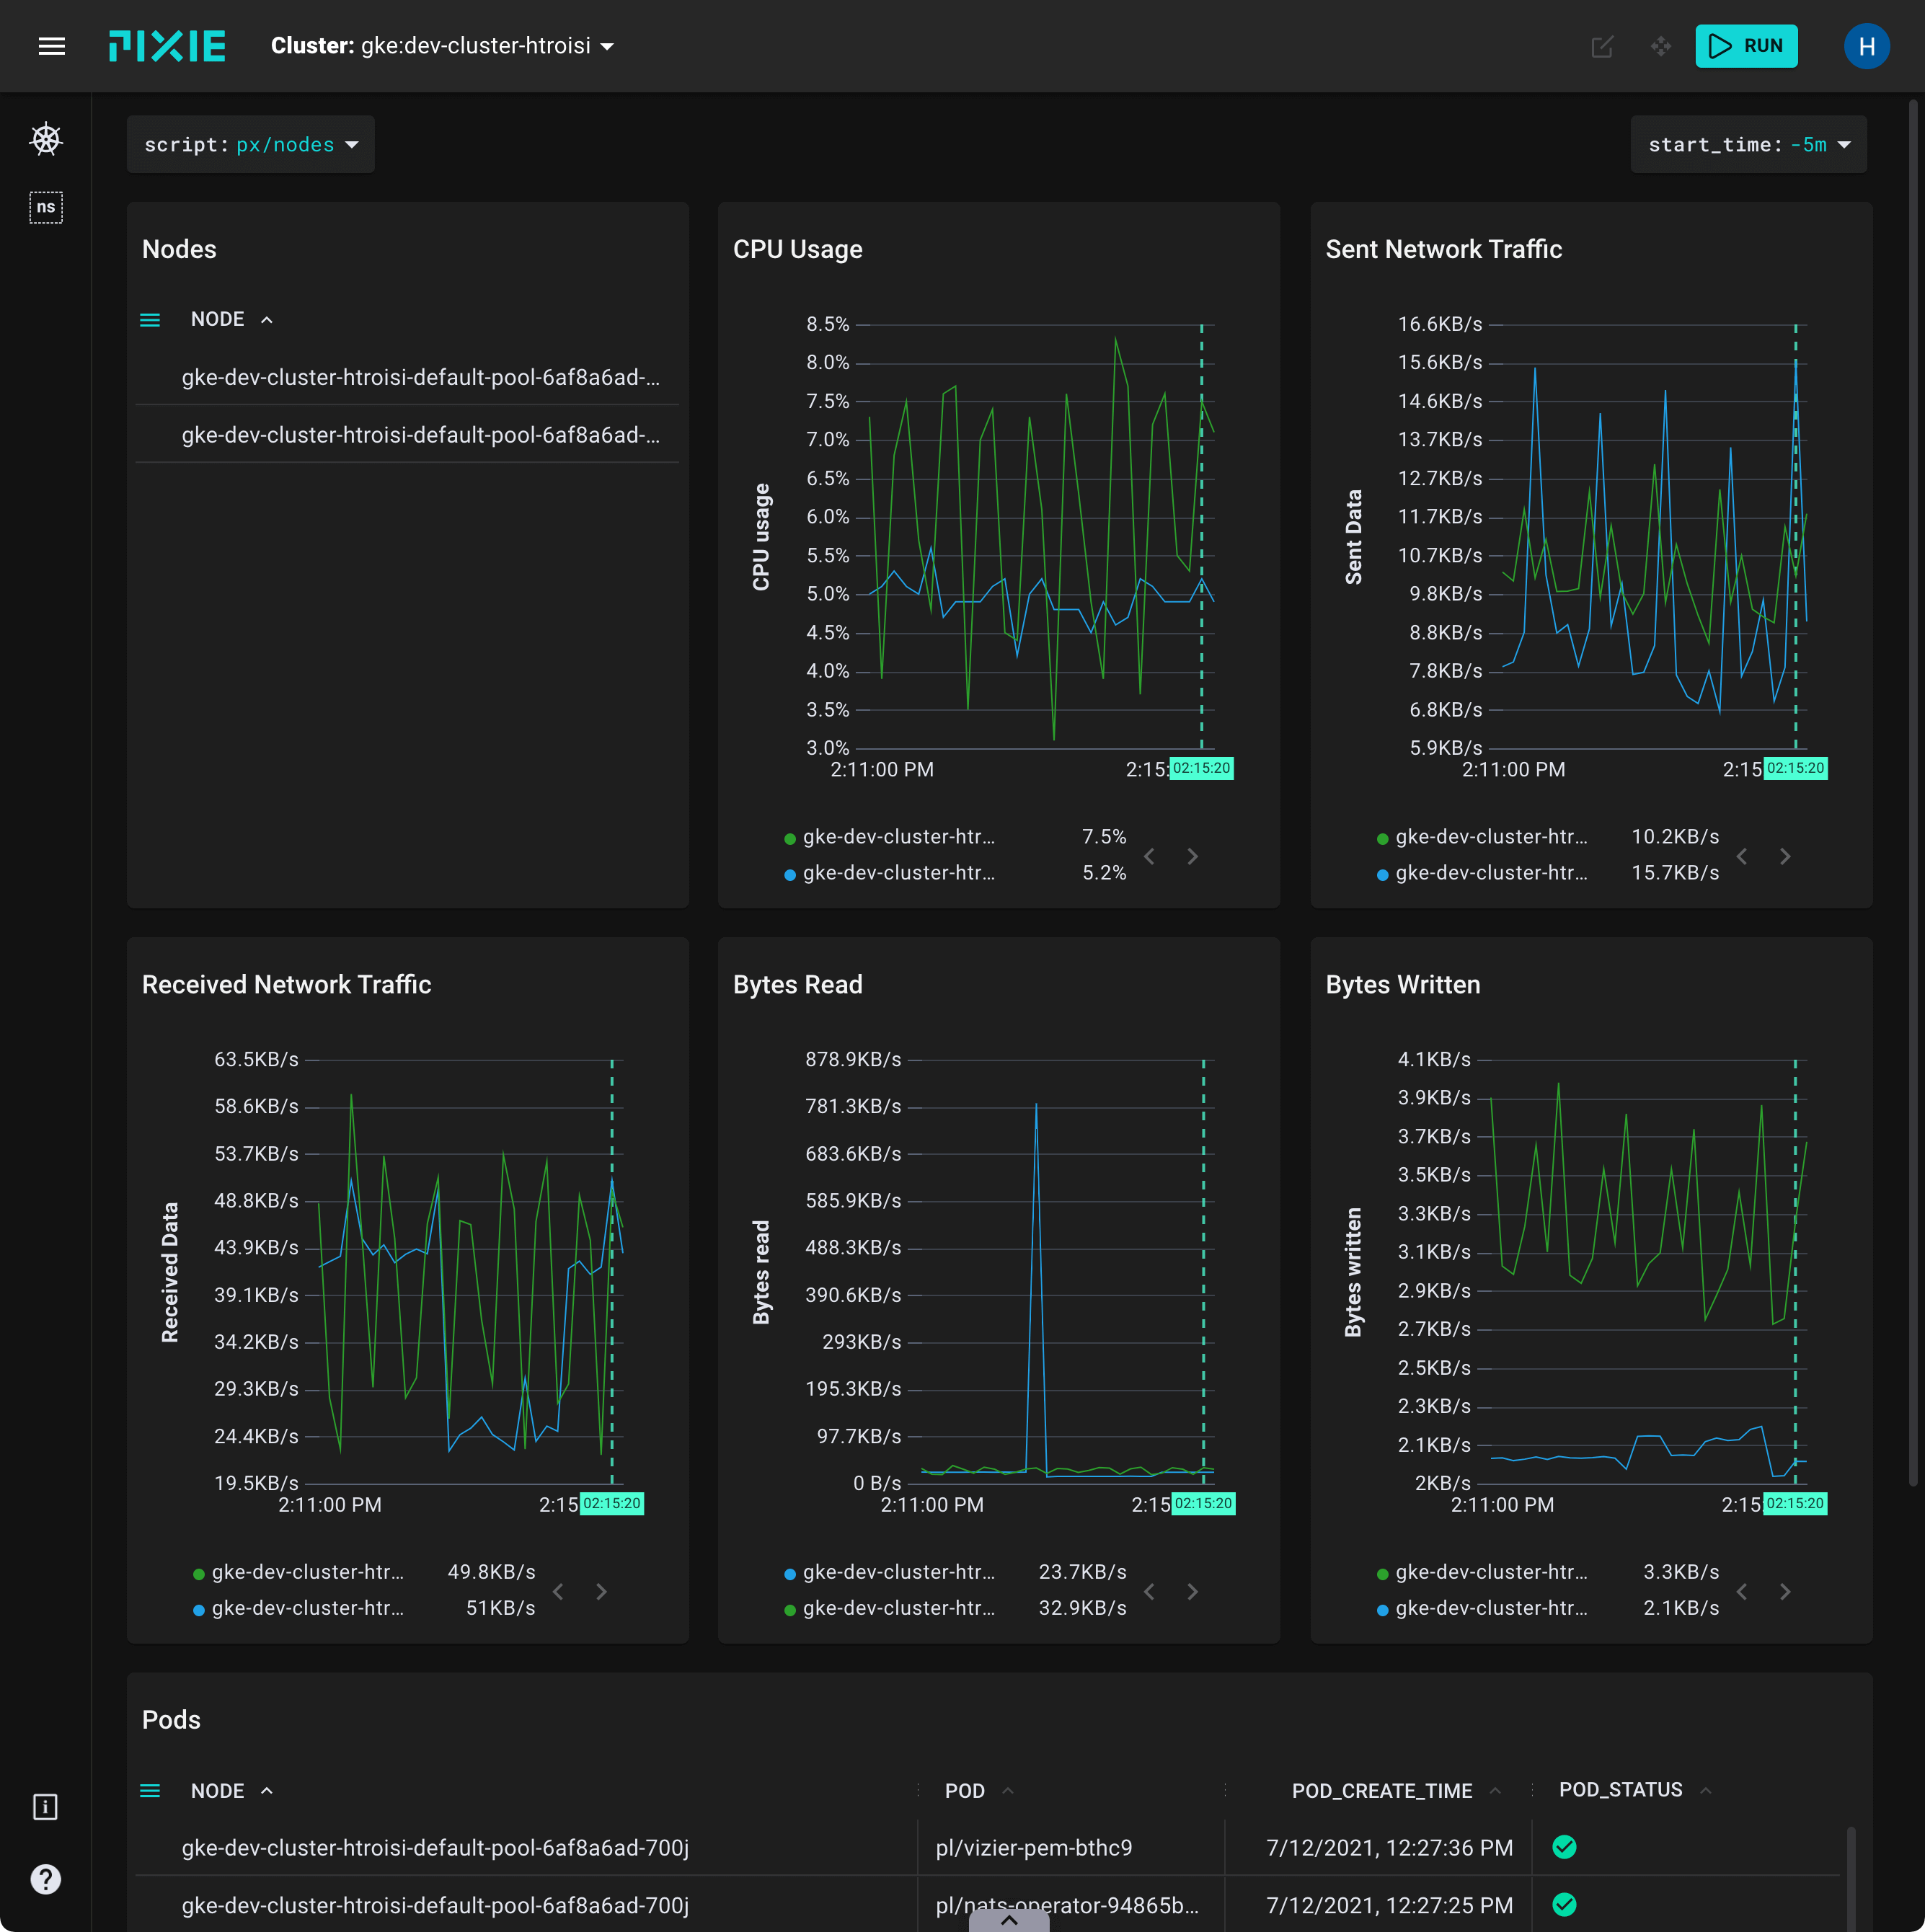 PIXIE
Cluster: gke:dev-cluster-htroisi
RUN
H
script: px/nodes
start_time: -5m
ns
Nodes
NODE
gke-dev-cluster-htroisi-default-pool-6af8a6ad-...
gke-dev-cluster-htroisi-default-pool-6af8a6ad-...
CPU Usage
CPU usage
8.5%
8.0%
7.5%
7.0%
6.5%
6.0%
5.5%
5.0%
4.5%
4.0%
3.5%
3.0%
2:11:00 PM
2:15:
02:15:20
gke-dev-cluster-htr... 7.5%
gke-dev-cluster-htr... 5.2%
Sent Network Traffic
Sent Data
16.6KB/s
15.6KB/s
14.6KB/s
13.7KB/s
12.7KB/s
11.7KB/s
10.7KB/s
9.8KB/s
8.8KB/s
7.8KB/s
6.8KB/s
5.9KB/s
2:11:00 PM
2:15
02:15:20
gke-dev-cluster-htr... 10.2KB/s
gke-dev-cluster-htr... 15.7KB/s
Received Network Traffic
Received Data
63.5KB/s
58.6KB/s
53.7KB/s
48.8KB/s
43.9KB/s
39.1KB/s
34.2KB/s
29.3KB/s
24.4KB/s
19.5KB/s
2:11:00 PM
2:15
02:15:20
gke-dev-cluster-htr... 49.8KB/s
gke-dev-cluster-htr... 51KB/s
Bytes Read
Bytes read
878.9KB/s
781.3KB/s
683.6KB/s
585.9KB/s
488.3KB/s
390.6KB/s
293KB/s
195.3KB/s
97.7KB/s
0 B/s
2:11:00 PM
2:15
02:15:20
gke-dev-cluster-htr... 23.7KB/s
gke-dev-cluster-htr... 32.9KB/s
Bytes Written
Bytes written
4.1KB/s
3.9KB/s
3.7KB/s
3.5KB/s
3.3KB/s
3.1KB/s
2.9KB/s
2.7KB/s
2.5KB/s
2.3KB/s
2.1KB/s
2KB/s
2:11:00 PM
2:15
02:15:20
gke-dev-cluster-htr... 3.3KB/s
gke-dev-cluster-htr... 2.1KB/s
Pods
NODE POD POD_CREATE_TIME POD_STATUS
gke-dev-cluster-htroisi-default-pool-6af8a6ad-700j pl/vizier-pem-bthc9 7/12/2021, 12:27:36 PM
gke-dev-cluster-htroisi-default-pool-6af8a6ad-700j pl/nats-operator-94865b... 7/12/2021, 12:27:25 PM
i
?